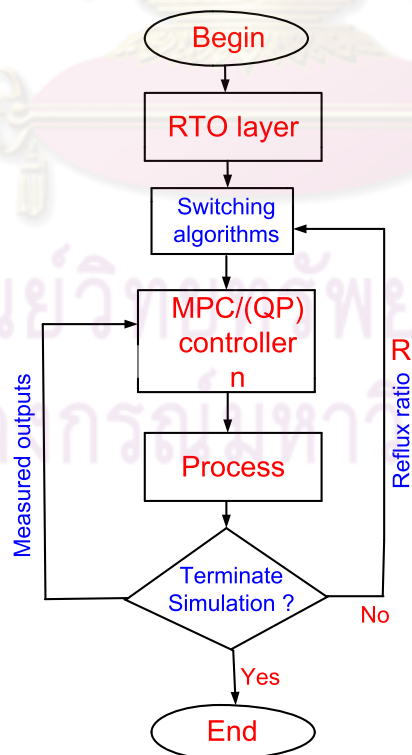 Begin
RTO layer
Switching
algorithms
MPC/(QP)
controller
n
R
Reflux ratio
Measured outputs
Process
Terminate
Simulation ?
No
Yes
End